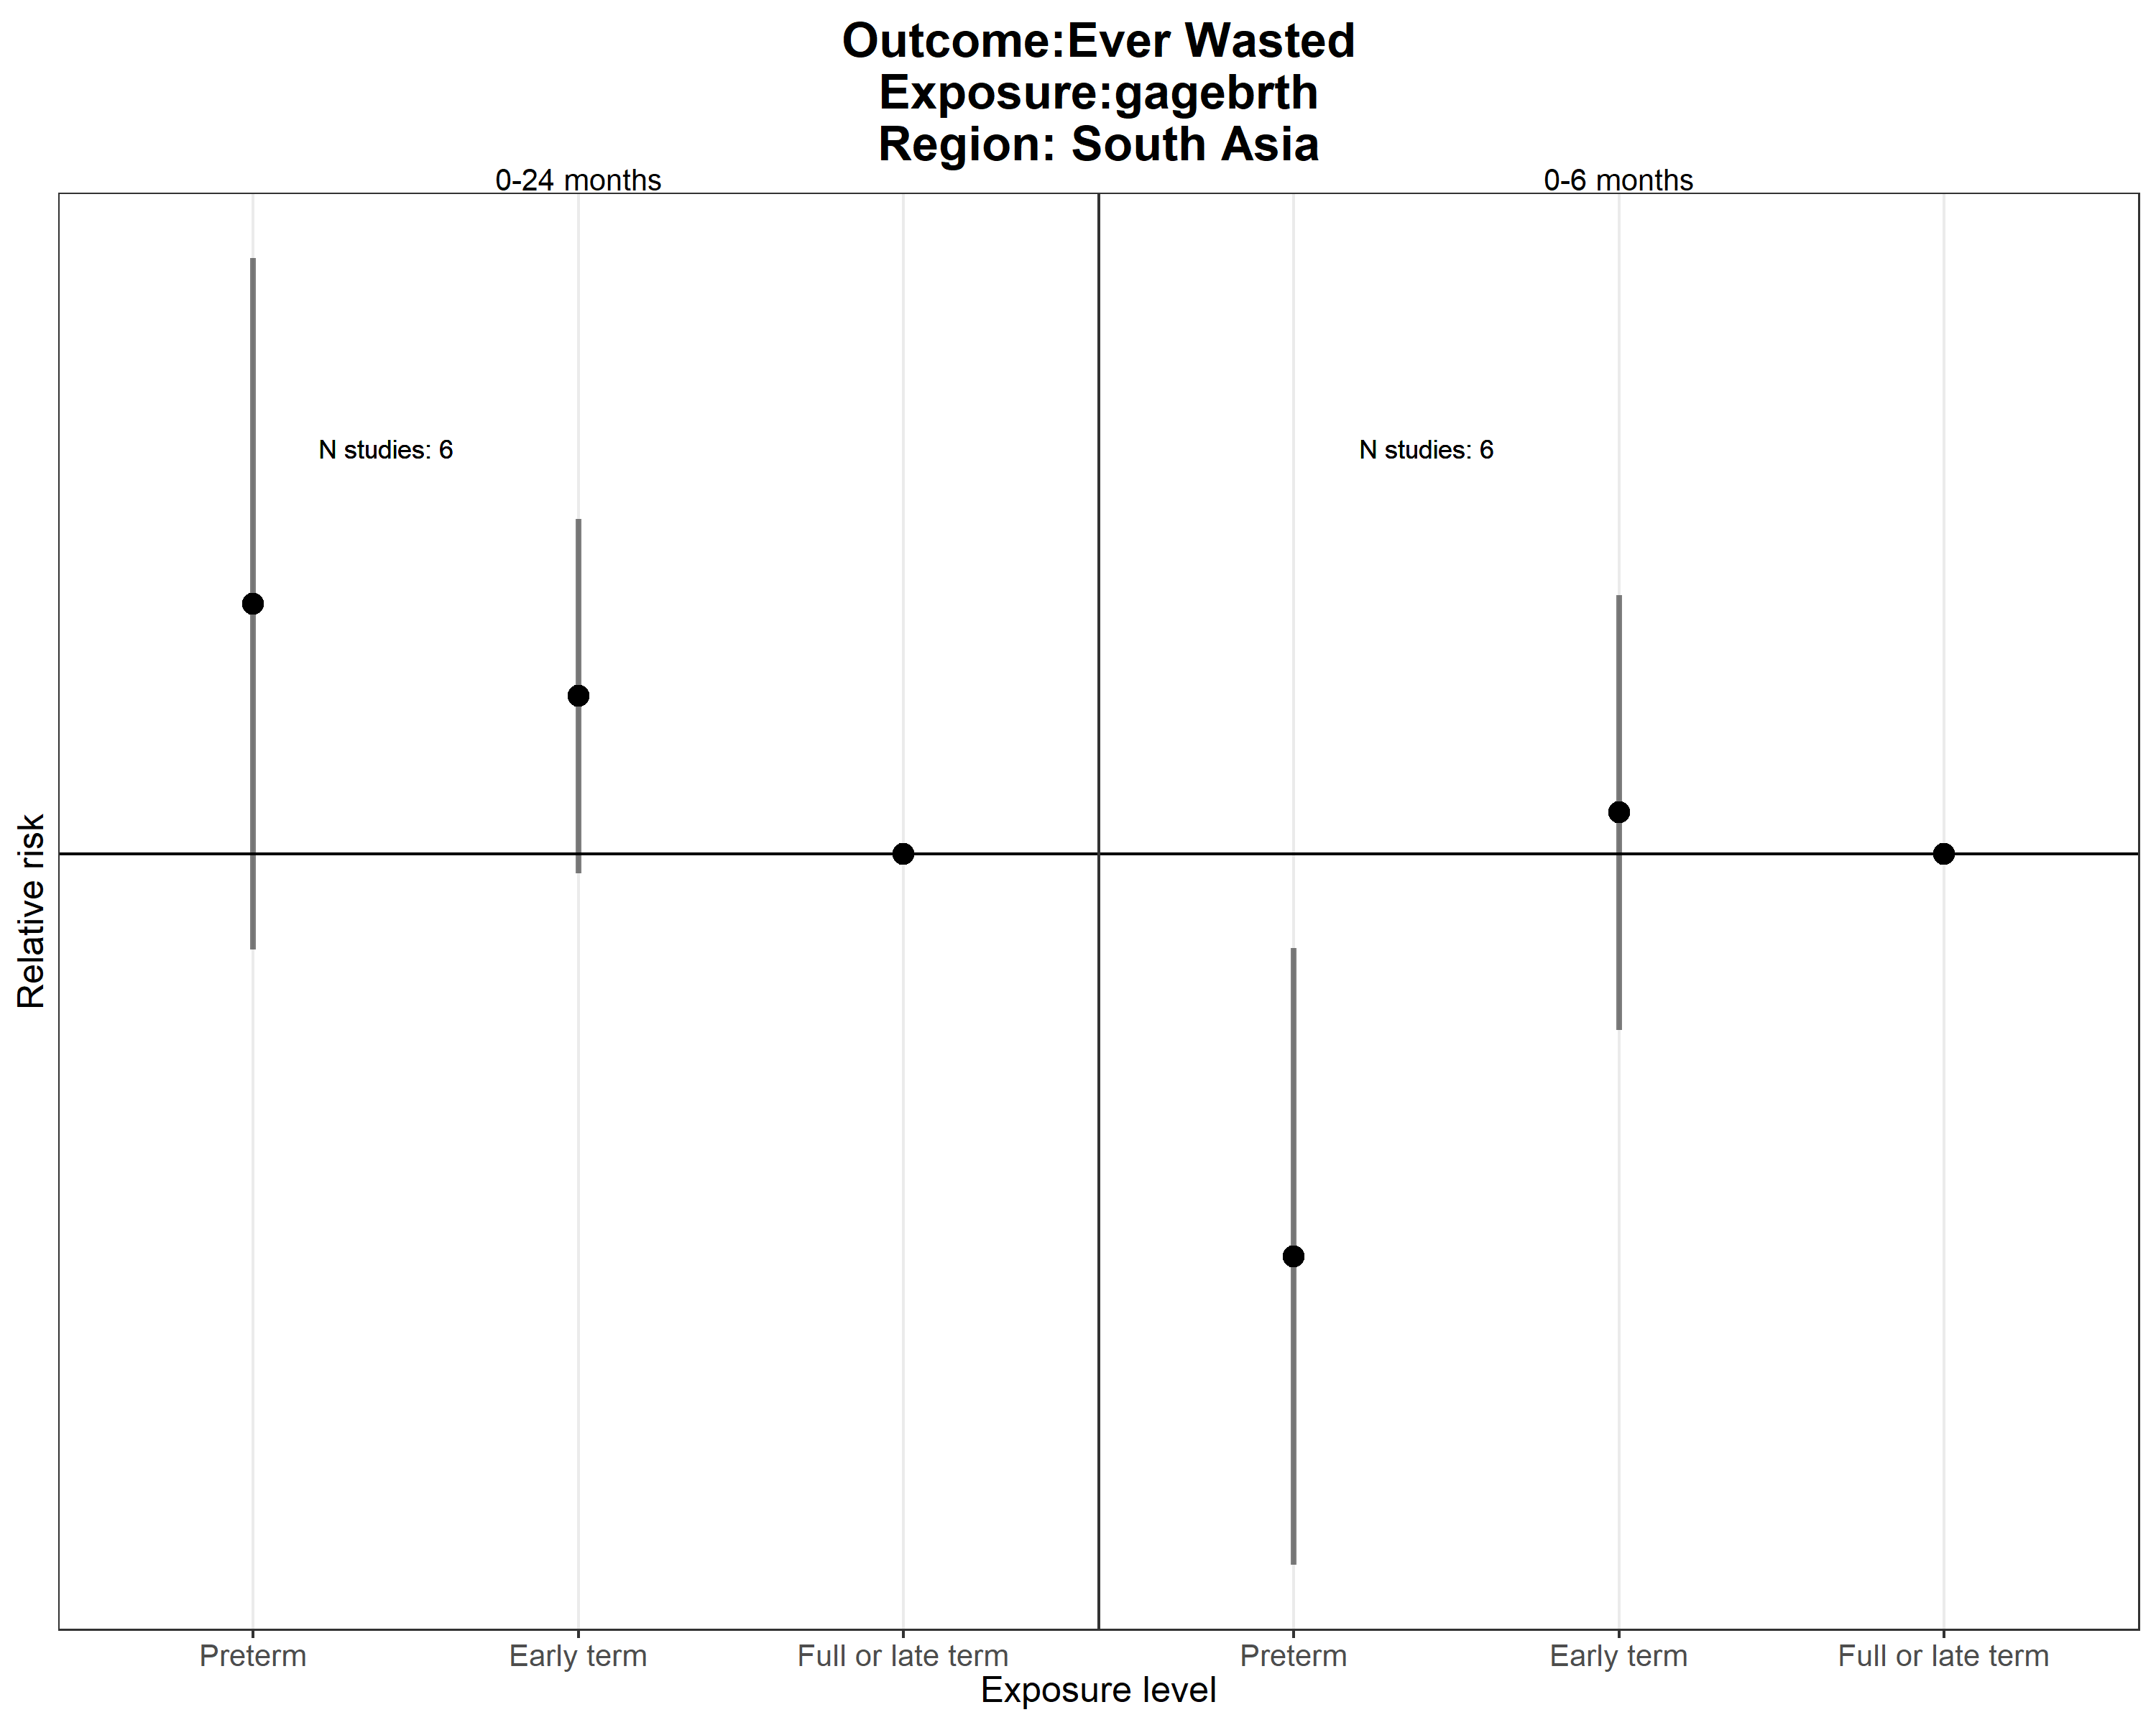 Outcome:Ever Wasted
Exposure:gagebrth
Region: South Asia
0-24 months
0-6 months
N studies: 6
N studies: 6
Relative risk
Preterm
Early term
Full or late term
Preterm
Early term
Full or late term
Exposure level